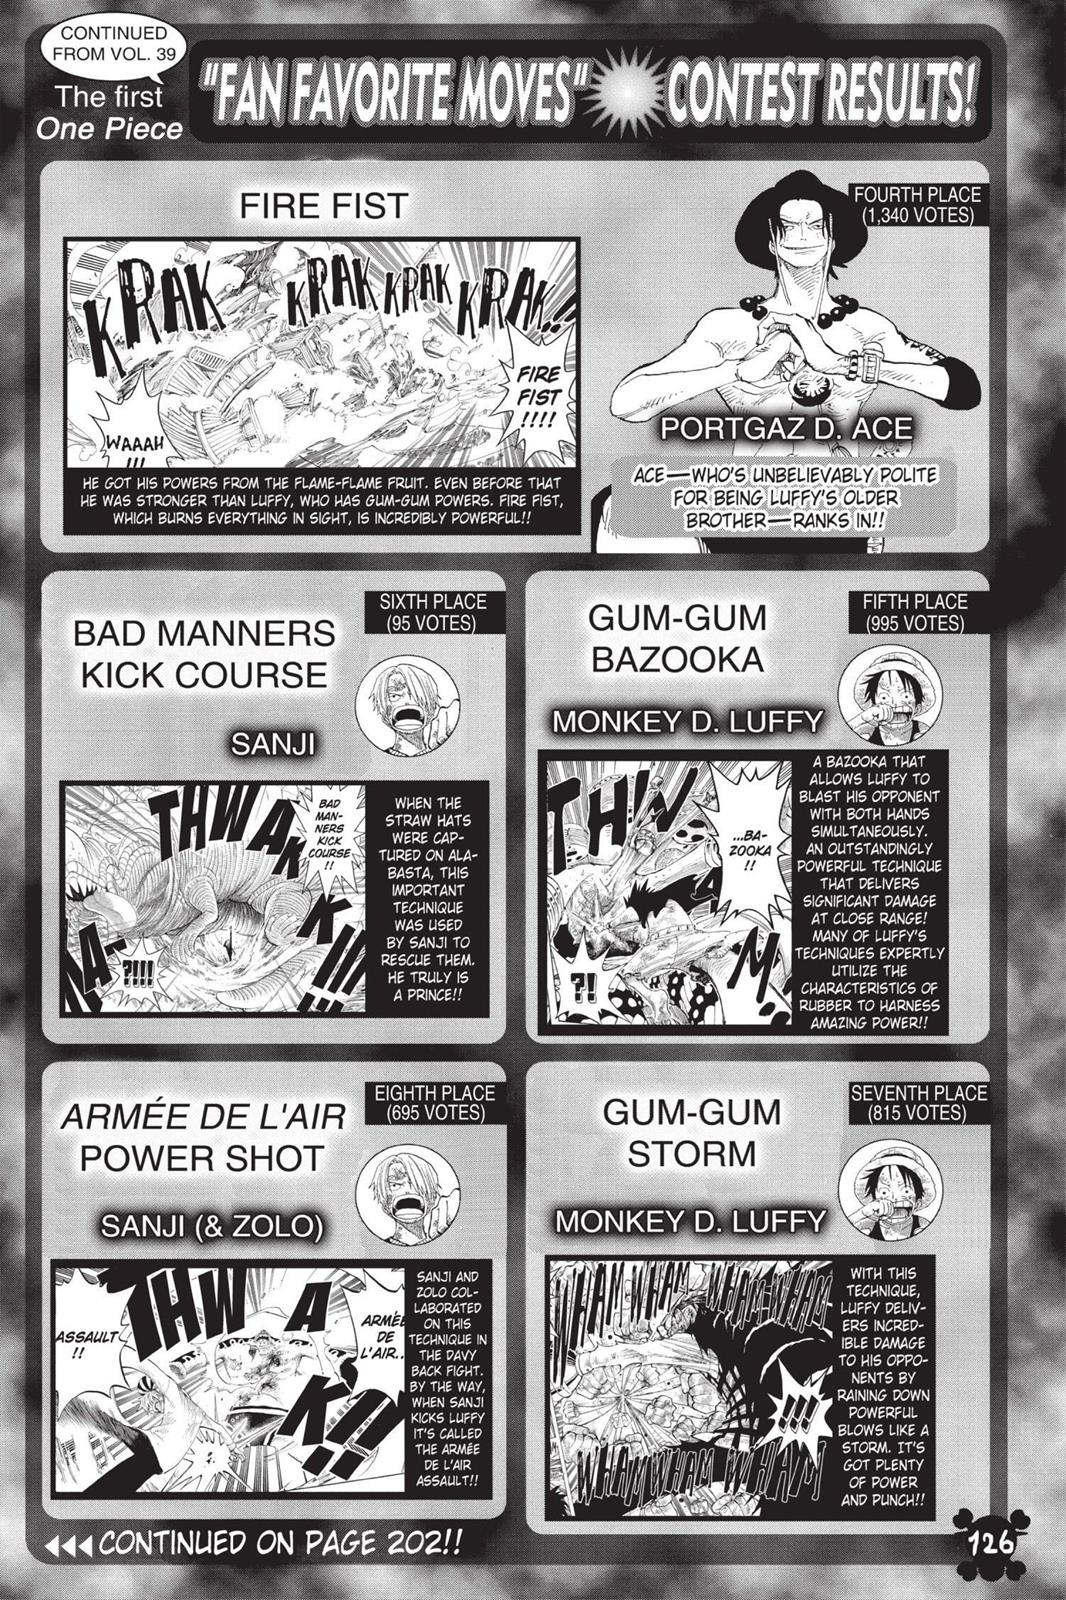 CONTINUED
FROM VOL. 39
The first
One Piece
"FAN FAVORITE MOVES" CONTEST RESULTS!
FIRE FIST
FOURTH PLACE
(1,340 VOTES)
KRAK
KRAK
KRAK
KRAK..!!
FIRE
FIST
!!!!
WAAAH
!!!
PORTGAZ D. ACE
ACE—WHO'S UNBELIEVABLY POLITE
FOR BEING LUFFY'S OLDER
BROTHER—RANKS IN!!
HE GOT HIS POWERS FROM THE FLAME-FLAME FRUIT. EVEN BEFORE THAT
HE WAS STRONGER THAN LUFFY, WHO HAS GUM-GUM POWERS. FIRE FIST,
WHICH BURNS EVERYTHING IN SIGHT, IS INCREDIBLY POWERFUL!!
FIFTH PLACE
(995 VOTES)
GUM-GUM
BAZOOKA
MONKEY D. LUFFY
THW
...BA-
ZOOKA
!!
?!
A BAZOOKA THAT
ALLOWS LUFFY TO
BLAST HIS OPPONENT
WITH BOTH HANDS
SIMULTANEOUSLY.
AN OUTSTANDINGLY
POWERFUL TECHNIQUE
THAT DELIVERS
SIGNIFICANT DAMAGE
AT CLOSE RANGE!
MANY OF LUFFY'S
TECHNIQUES EXPERTLY
UTILIZE THE
CHARACTERISTICS OF
RUBBER TO HARNESS
AMAZING POWER!!
SIXTH PLACE
(95 VOTES)
BAD MANNERS
KICK COURSE
SANJI
THWAK
BAD
MAN-
NERS
KICK
COURSE
!!
?!!!
WHEN THE
STRAW HATS
WERE CAP-
TURED ON ALA-
BASTA, THIS
IMPORTANT
TECHNIQUE
WAS USED
BY SANJI TO
RESCUE THEM.
HE TRULY IS
A PRINCE!!
SEVENTH PLACE
(815 VOTES)
GUM-GUM
STORM
MONKEY D. LUFFY
WHAM WHAM WHAM-WHAM-
!!!
WHAM WHAM WHAM
WITH THIS
TECHNIQUE,
LUFFY DELIV-
ERS INCRED-
IBLE DAMAGE
TO HIS OPPO-
NENTS BY
RAINING DOWN
POWERFUL
BLOWS LIKE A
STORM. IT'S
GOT PLENTY
OF POWER
AND PUNCH!!
EIGHTH PLACE
(695 VOTES)
ARMÉE DE L'AIR
POWER SHOT
SANJI (& ZOLO)
ASSAULT
!!
THWAK!!
ARMÉE
DE
L'AIR..
SANJI AND
ZOLO COL-
LABORATED
ON THIS
TECHNIQUE IN
THE DAVY
BACK FIGHT.
BY THE WAY,
WHEN SANJI
KICKS LUFFY
IT'S CALLED
THE ARMÉE
DE L'AIR
ASSAULT!!
CONTINUED ON PAGE 202!!
126